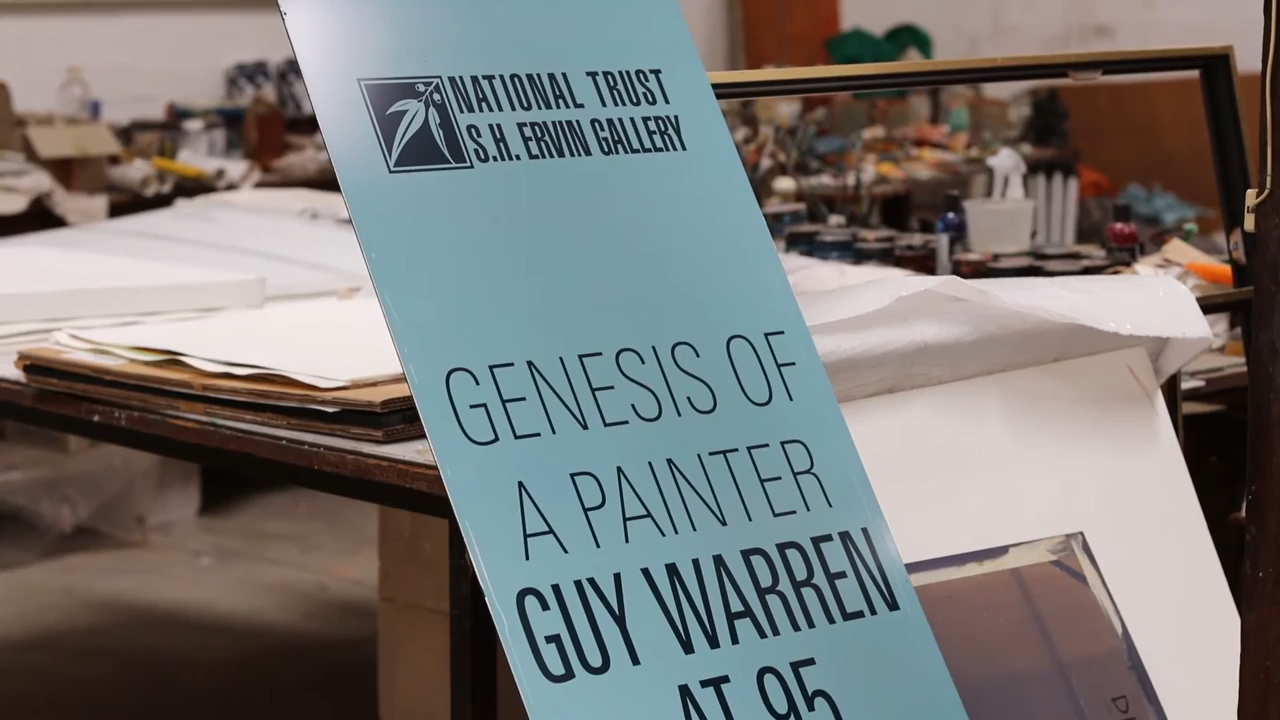 NATIONAL TRUST
S.H. ERVIN GALLERY
GENESIS OF
A PAINTER
GUY WARREN
AT 95
D